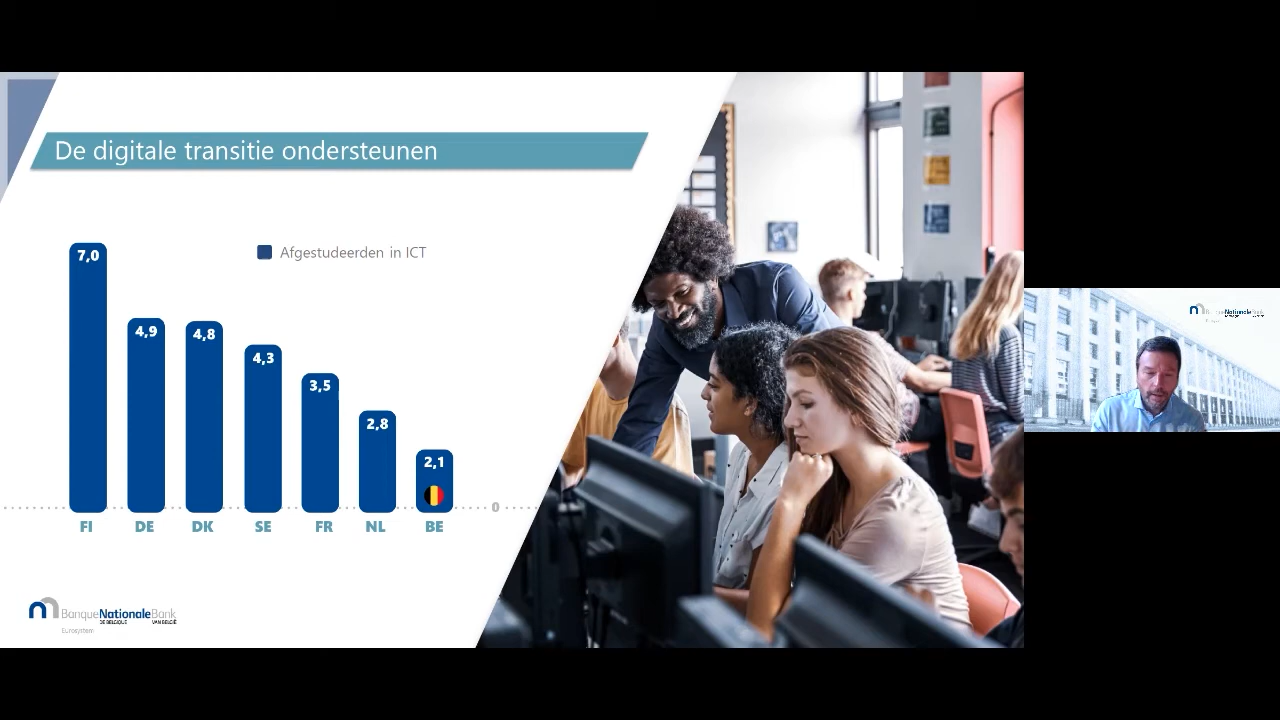 De digitale transitie ondersteunen
Afgestudeerden in ICT
7,0
4,9
4,8
4,3
3,5
2,8
2,1
0
FI DE DK SE FR NL BE
BanqueNationaleBank
DE BELGIQUE VAN BELGIË
Eurosystem
NationaleBank